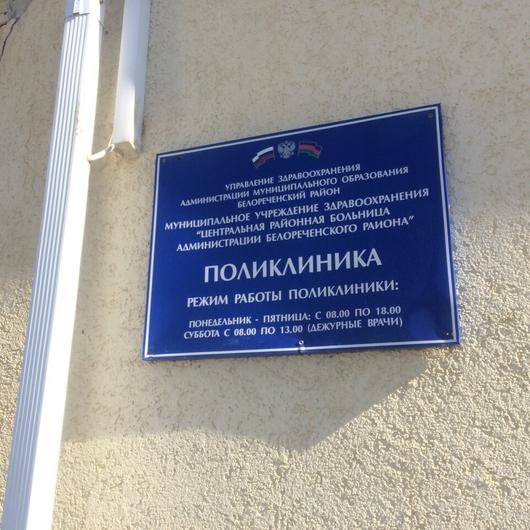 УПРАВЛЕНИЕ ЗДРАВООХРАНЕНИЯ
АДМИНИСТРАЦИИ МУНИЦИПАЛЬНОГО ОБРАЗОВАНИЯ
БЕЛОРЕЧЕНСКИЙ РАЙОН
МУНИЦИПАЛЬНОЕ УЧРЕЖДЕНИЕ ЗДРАВООХРАНЕНИЯ
"ЦЕНТРАЛЬНАЯ РАЙОННАЯ БОЛЬНИЦА
АДМИНИСТРАЦИИ БЕЛОРЕЧЕНСКОГО РАЙОНА"
ПОЛИКЛИНИКА
РЕЖИМ РАБОТЫ ПОЛИКЛИНИКИ:
ПОНЕДЕЛЬНИК - ПЯТНИЦА: С 08.00 ПО 18.00
СУББОТА С 08.00 ПО 13.00 (ДЕЖУРНЫЕ ВРАЧИ)